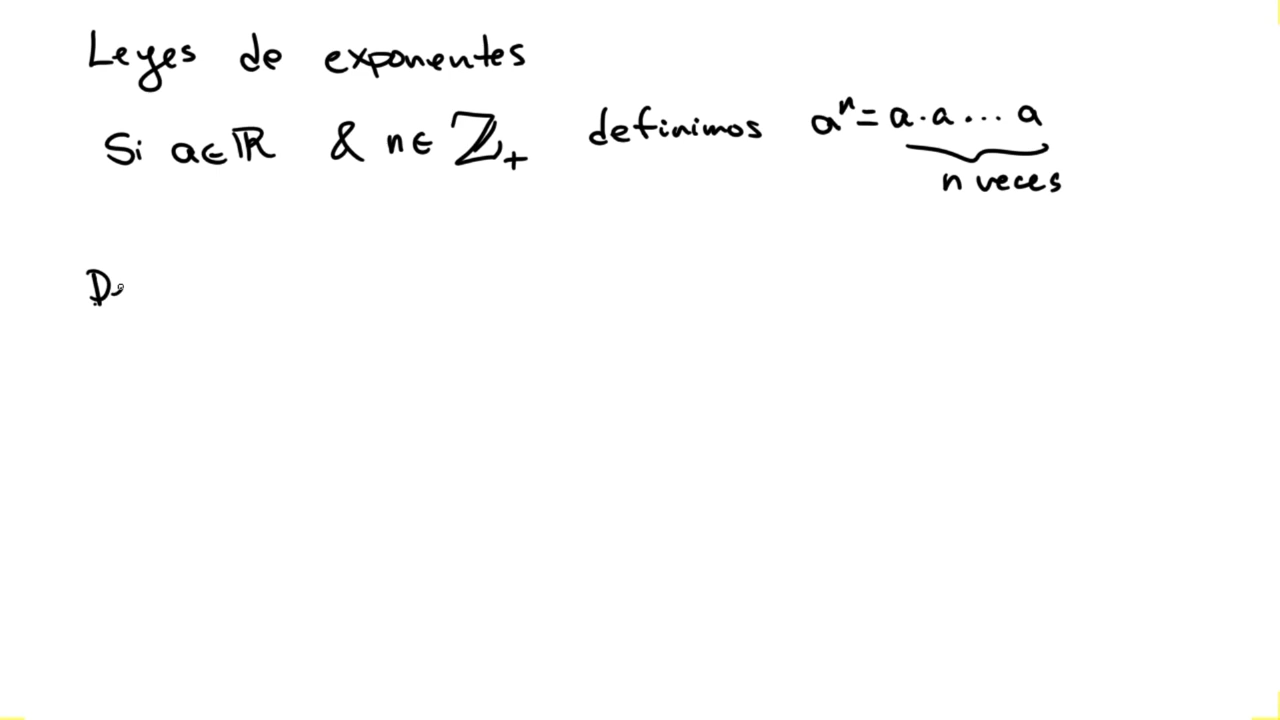 Leyes de exponentes
Si a∈ℝ & n∈ ℤ₊ definimos aⁿ = a·a...a
n veces
D